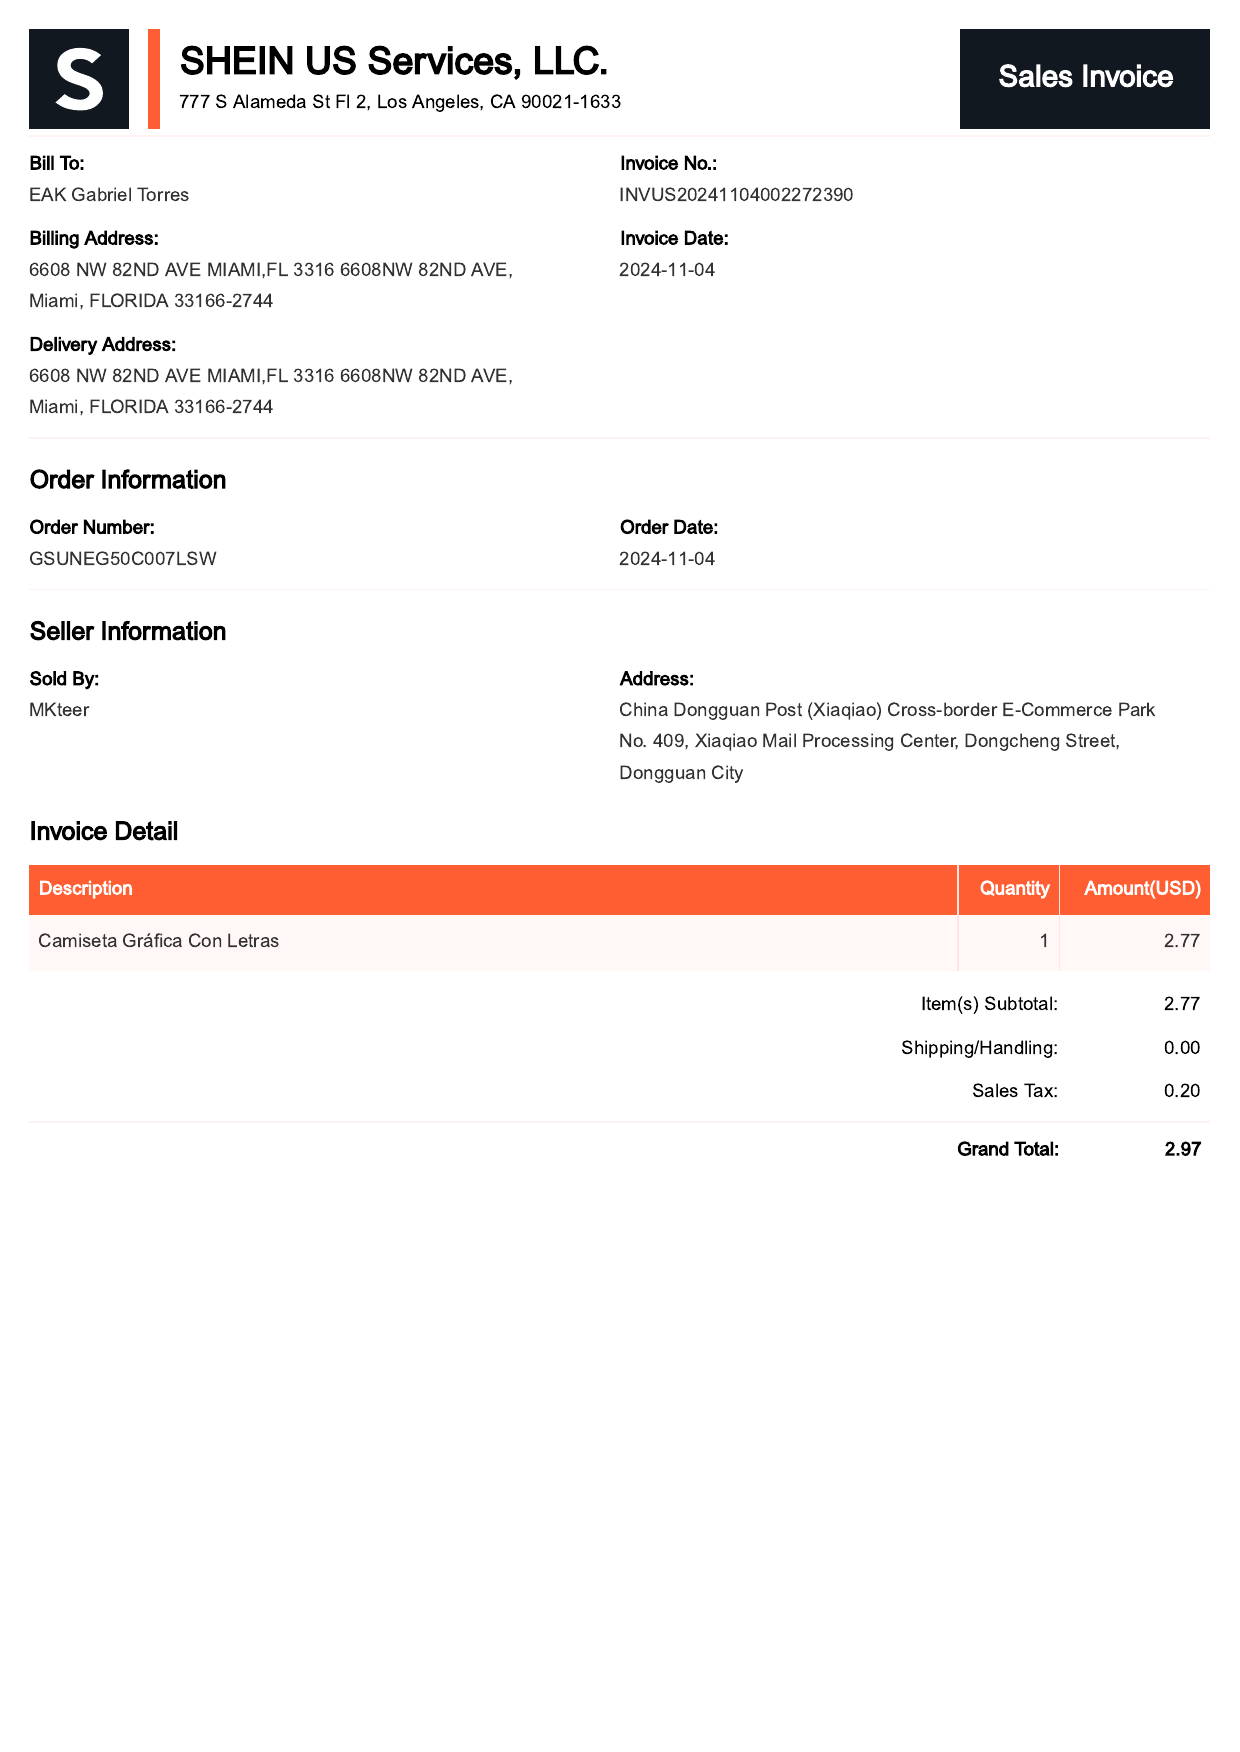 S
SHEIN US Services, LLC.
777 S Alameda St Fl 2, Los Angeles, CA 90021-1633
Sales Invoice
Bill To:
EAK Gabriel Torres
Invoice No.:
INVUS20241104002272390
Billing Address:
6608 NW 82ND AVE MIAMI,FL 3316 6608NW 82ND AVE,
Miami, FLORIDA 33166-2744
Invoice Date:
2024-11-04
Delivery Address:
6608 NW 82ND AVE MIAMI,FL 3316 6608NW 82ND AVE,
Miami, FLORIDA 33166-2744
Order Information
Order Number:
GSUNEG50C007LSW
Order Date:
2024-11-04
Seller Information
Sold By:
MKteer
Address:
China Dongguan Post (Xiaqiao) Cross-border E-Commerce Park
No. 409, Xiaqiao Mail Processing Center, Dongcheng Street,
Dongguan City
Invoice Detail
Description Quantity Amount(USD)
Camiseta Gráfica Con Letras 1 2.77
Item(s) Subtotal: 2.77
Shipping/Handling: 0.00
Sales Tax: 0.20
Grand Total: 2.97